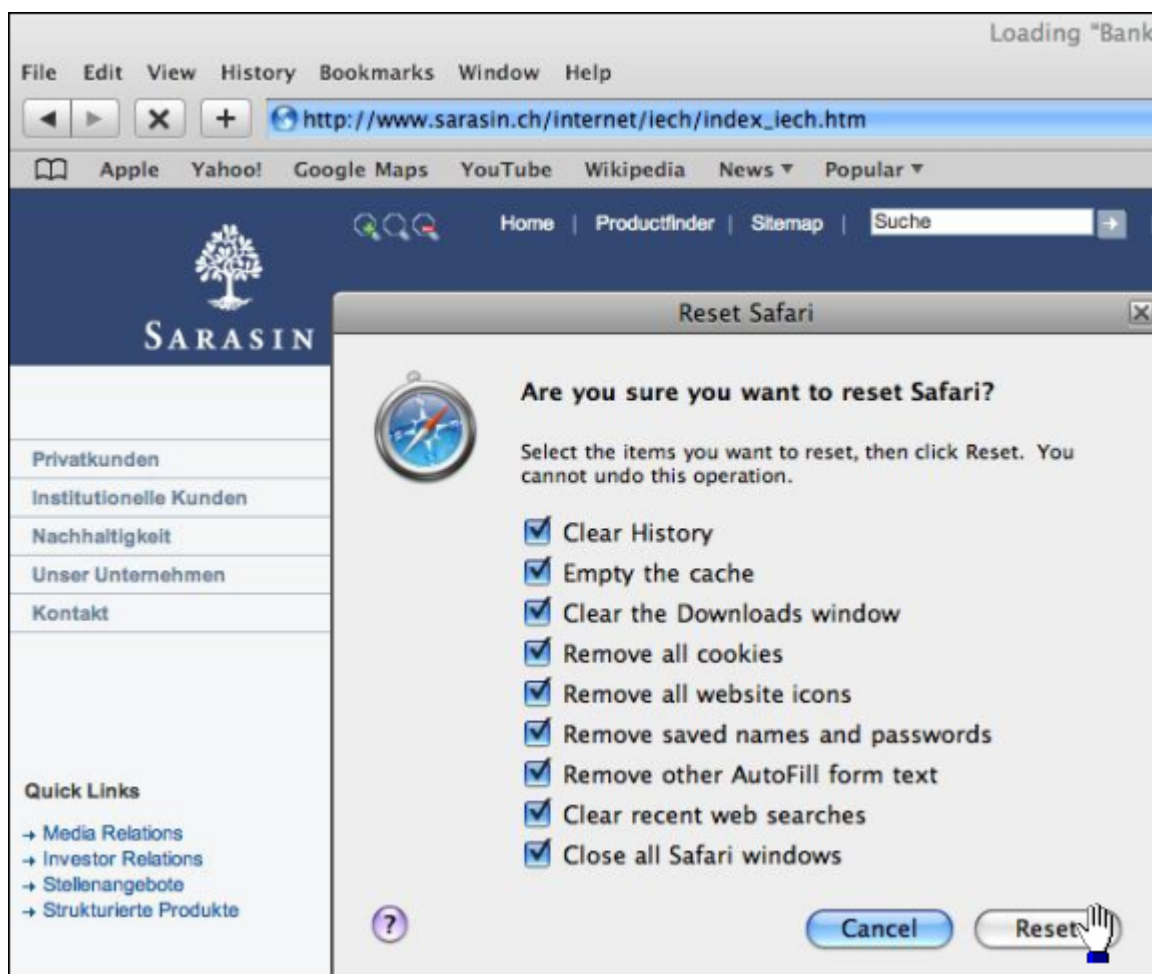 Loading "Bank
File Edit View History Bookmarks Window Help
http://www.sarasin.ch/internet/iech/index_iech.htm
Apple Yahoo! Google Maps YouTube Wikipedia News Popular
Home | Productfinder | Sitemap | Suche
SARASIN
Privatkunden
Institutionelle Kunden
Nachhaltigkeit
Unser Unternehmen
Kontakt
Quick Links
Media Relations
Investor Relations
Stellenangebote
Strukturierte Produkte
Reset Safari
Are you sure you want to reset Safari?
Select the items you want to reset, then click Reset. You
cannot undo this operation.
Clear History
Empty the cache
Clear the Downloads window
Remove all cookies
Remove all website icons
Remove saved names and passwords
Remove other AutoFill form text
Clear recent web searches
Close all Safari windows
? Cancel Reset